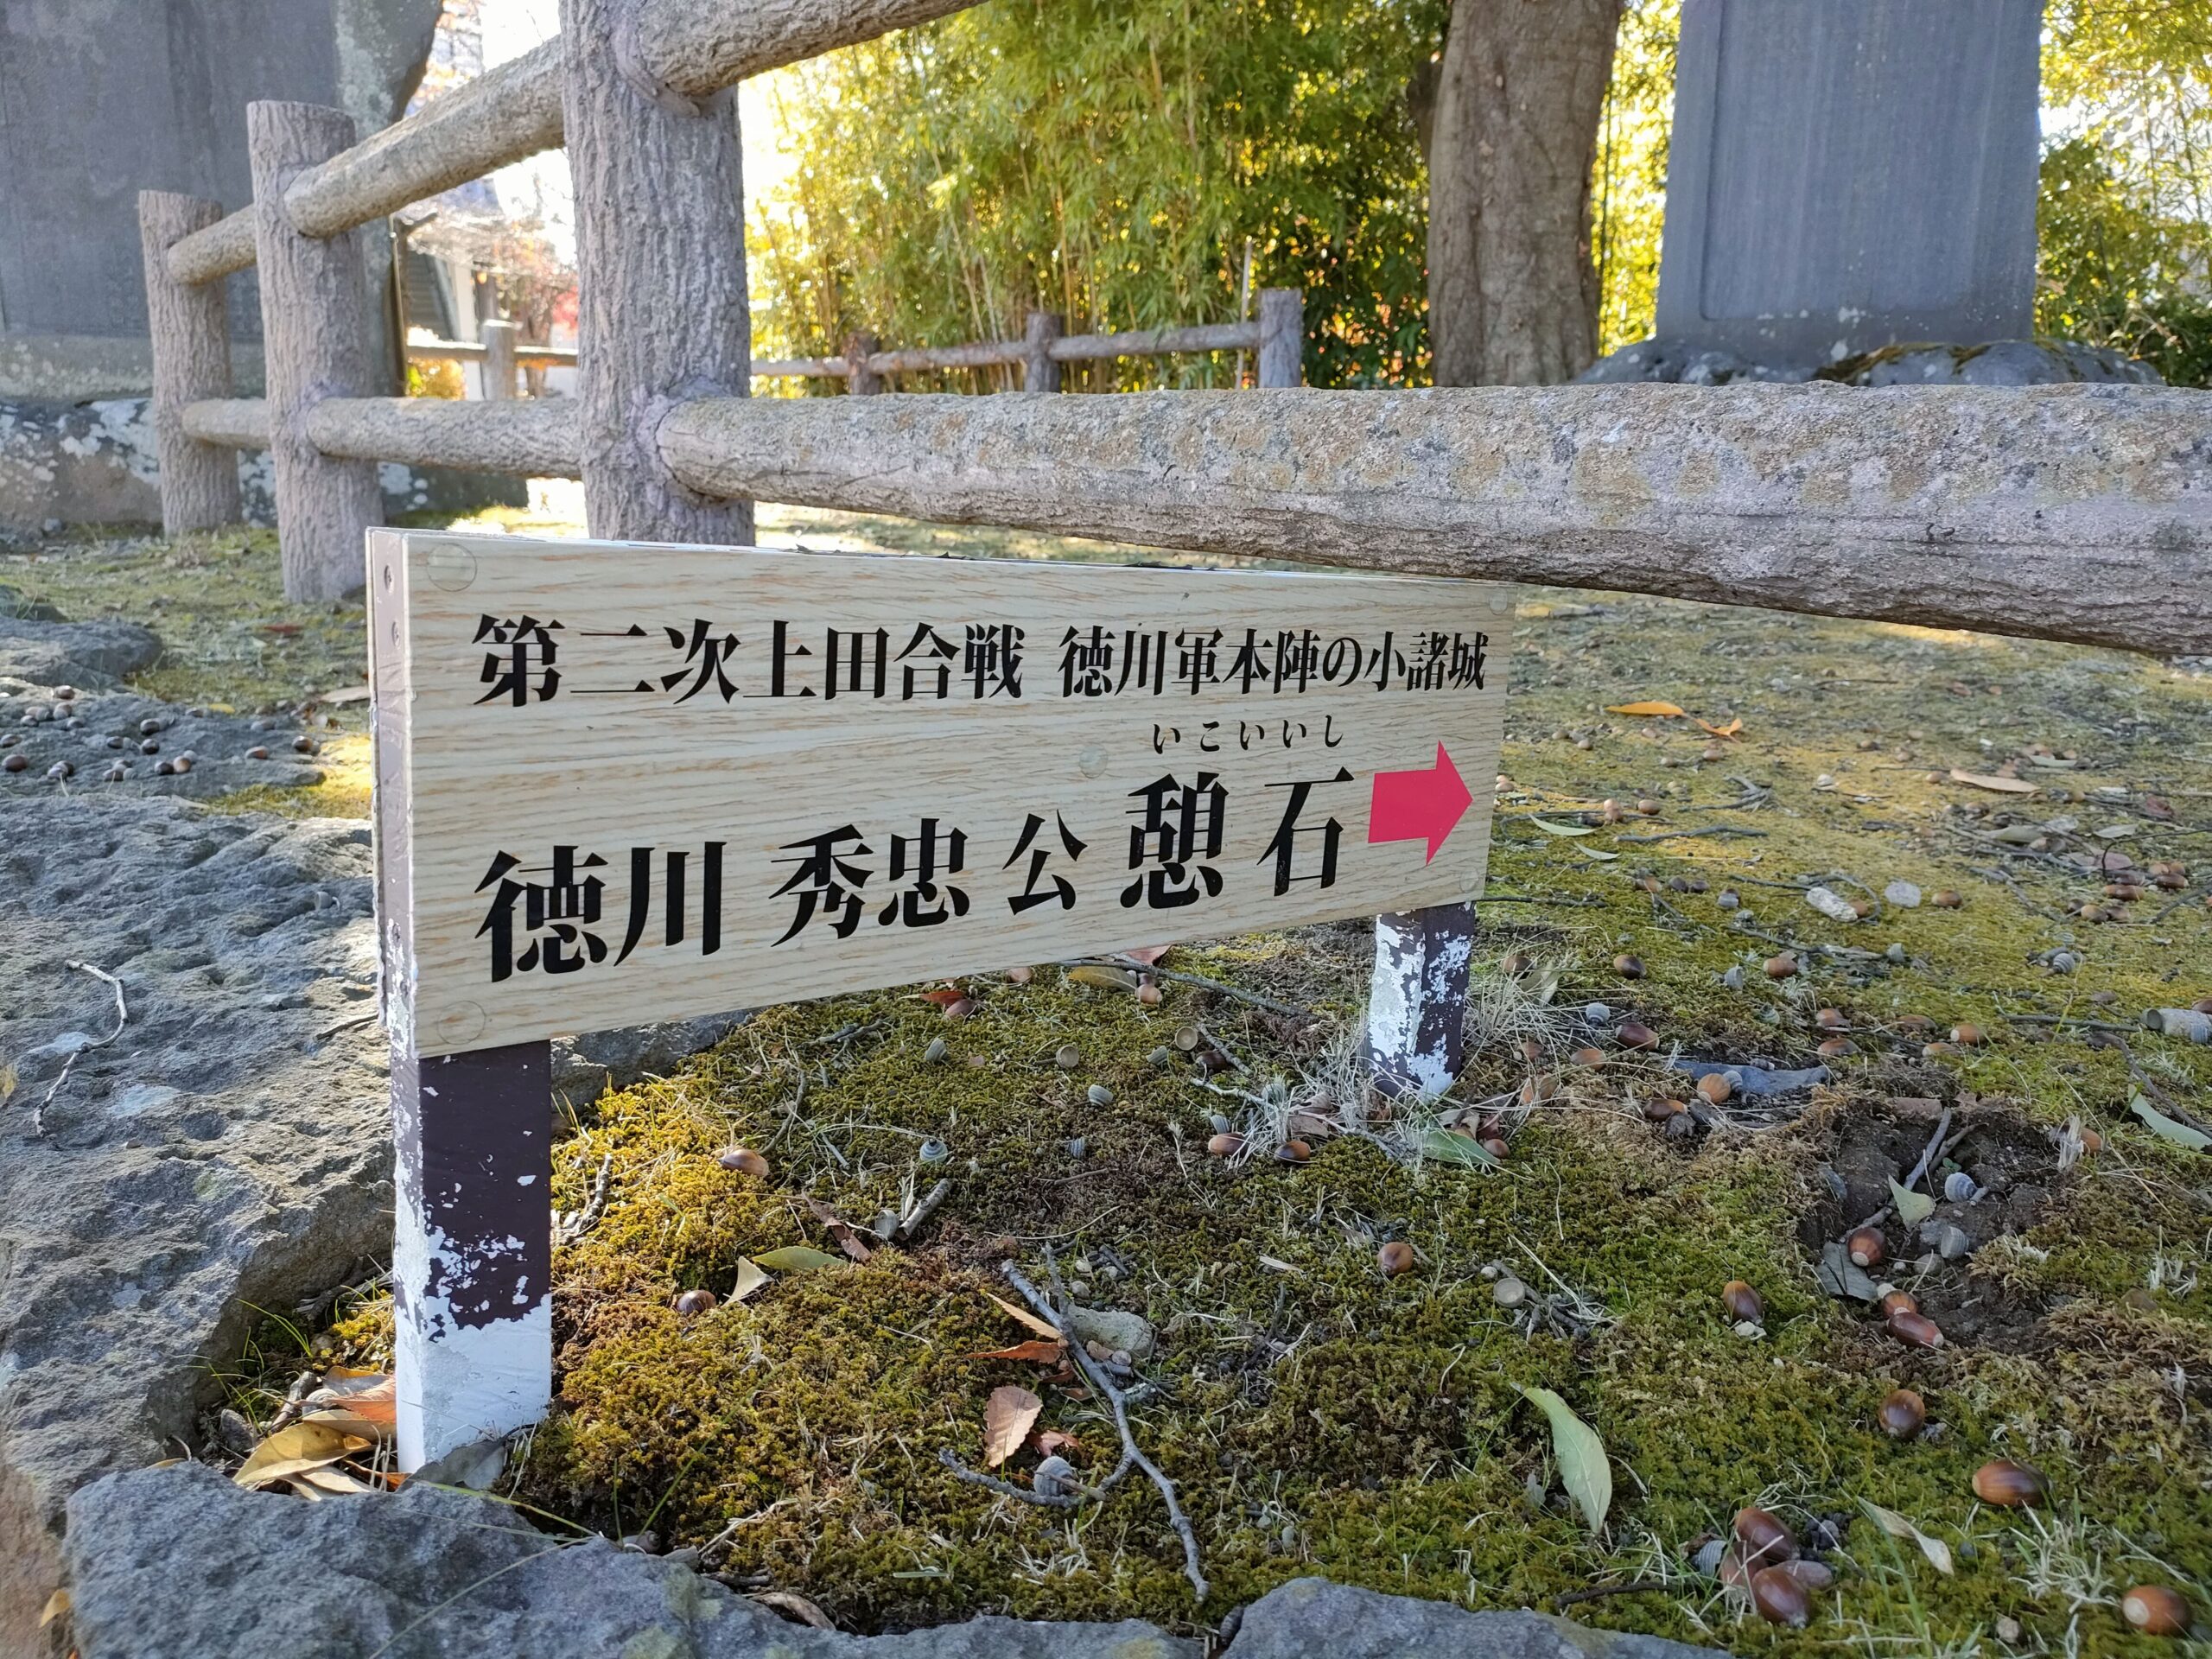 第二次上田合戦 徳川軍本陣の小諸城
いこいいし
徳川秀忠公憩石